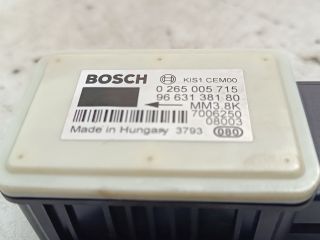 BOSCH KIS1 CEM00
0 265 005 715
96 631 381 80
MM3.8K
7006250
08003
Made in Hungary 3793 080